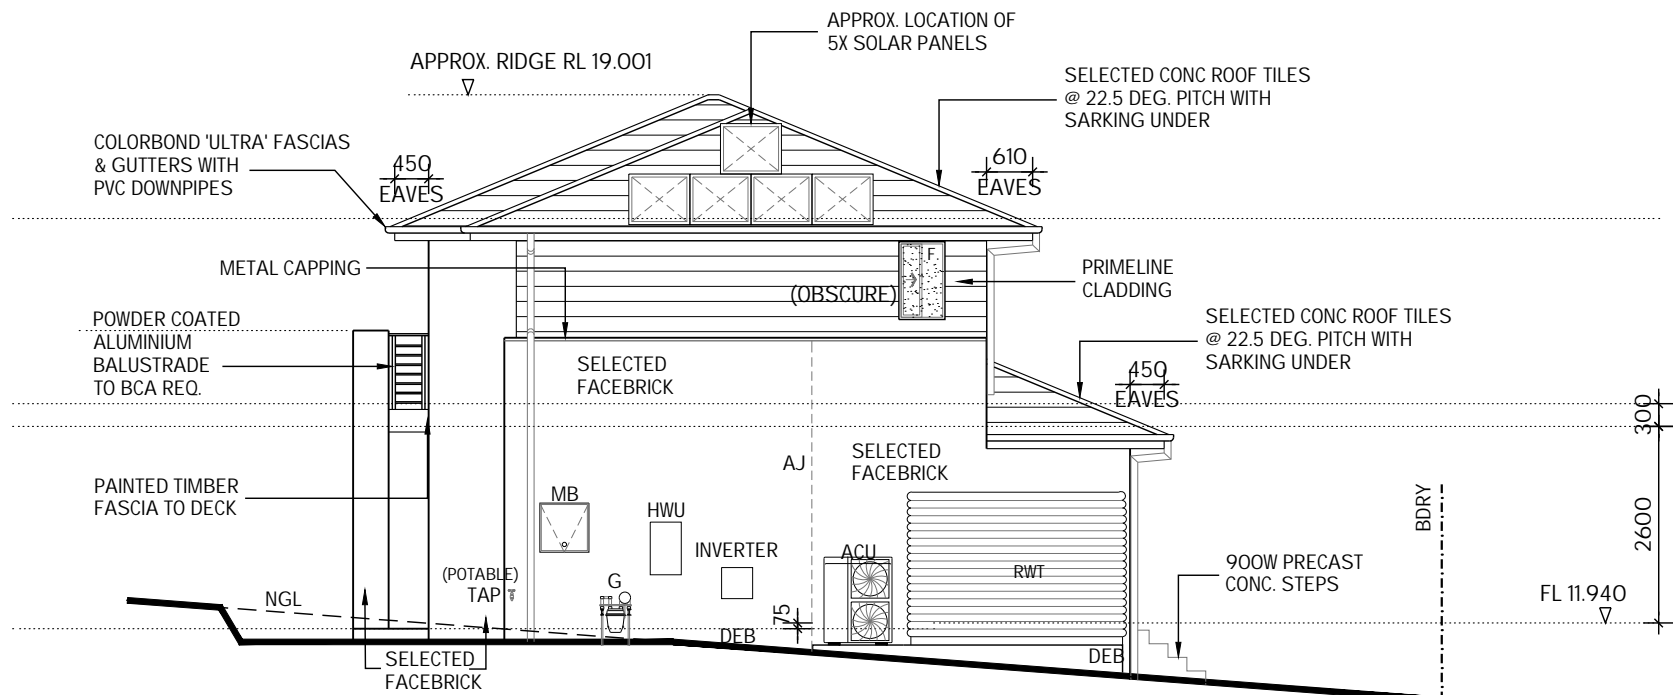 APPROX. LOCATION OF
5X SOLAR PANELS
APPROX. RIDGE RL 19.001
SELECTED CONC ROOF TILES
@ 22.5 DEG. PITCH WITH
SARKING UNDER
COLORBOND 'ULTRA' FASCIAS
& GUTTERS WITH
PVC DOWNPIPES
450
EAVES
610
EAVES
METAL CAPPING
F
(OBSCURE)
PRIMELINE
CLADDING
POWDER COATED
ALUMINIUM
BALUSTRADE
TO BCA REQ.
SELECTED
FACEBRICK
SELECTED CONC ROOF TILES
@ 22.5 DEG. PITCH WITH
SARKING UNDER
450
EAVES
300
PAINTED TIMBER
FASCIA TO DECK
AJ
SELECTED
FACEBRICK
MB
HWU
INVERTER
ACU
RWT
BDRY
2600
900W PRECAST
CONC. STEPS
(POTABLE)
TAP
G
NGL
75
FL 11.940
DEB
DEB
SELECTED
FACEBRICK